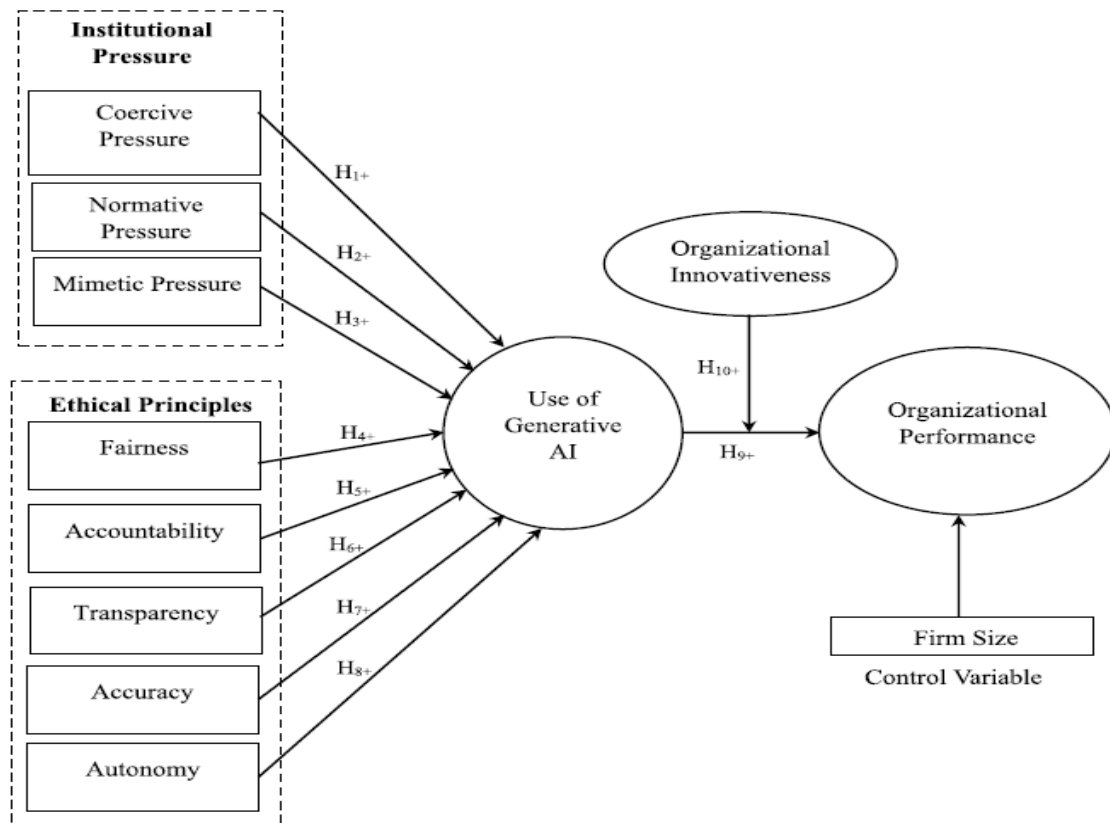 Institutional
Pressure
Coercive
Pressure
Normative
Pressure
Mimetic Pressure
H₁₊
H₂₊
H₃₊
Ethical Principles
Fairness
Accountability
Transparency
Accuracy
Autonomy
H₄₊
H₅₊
H₆₊
H₇₊
H₈₊
Use of
Generative
AI
Organizational
Innovativeness
H₁₀₊
H₉₊
Organizational
Performance
Firm Size
Control Variable